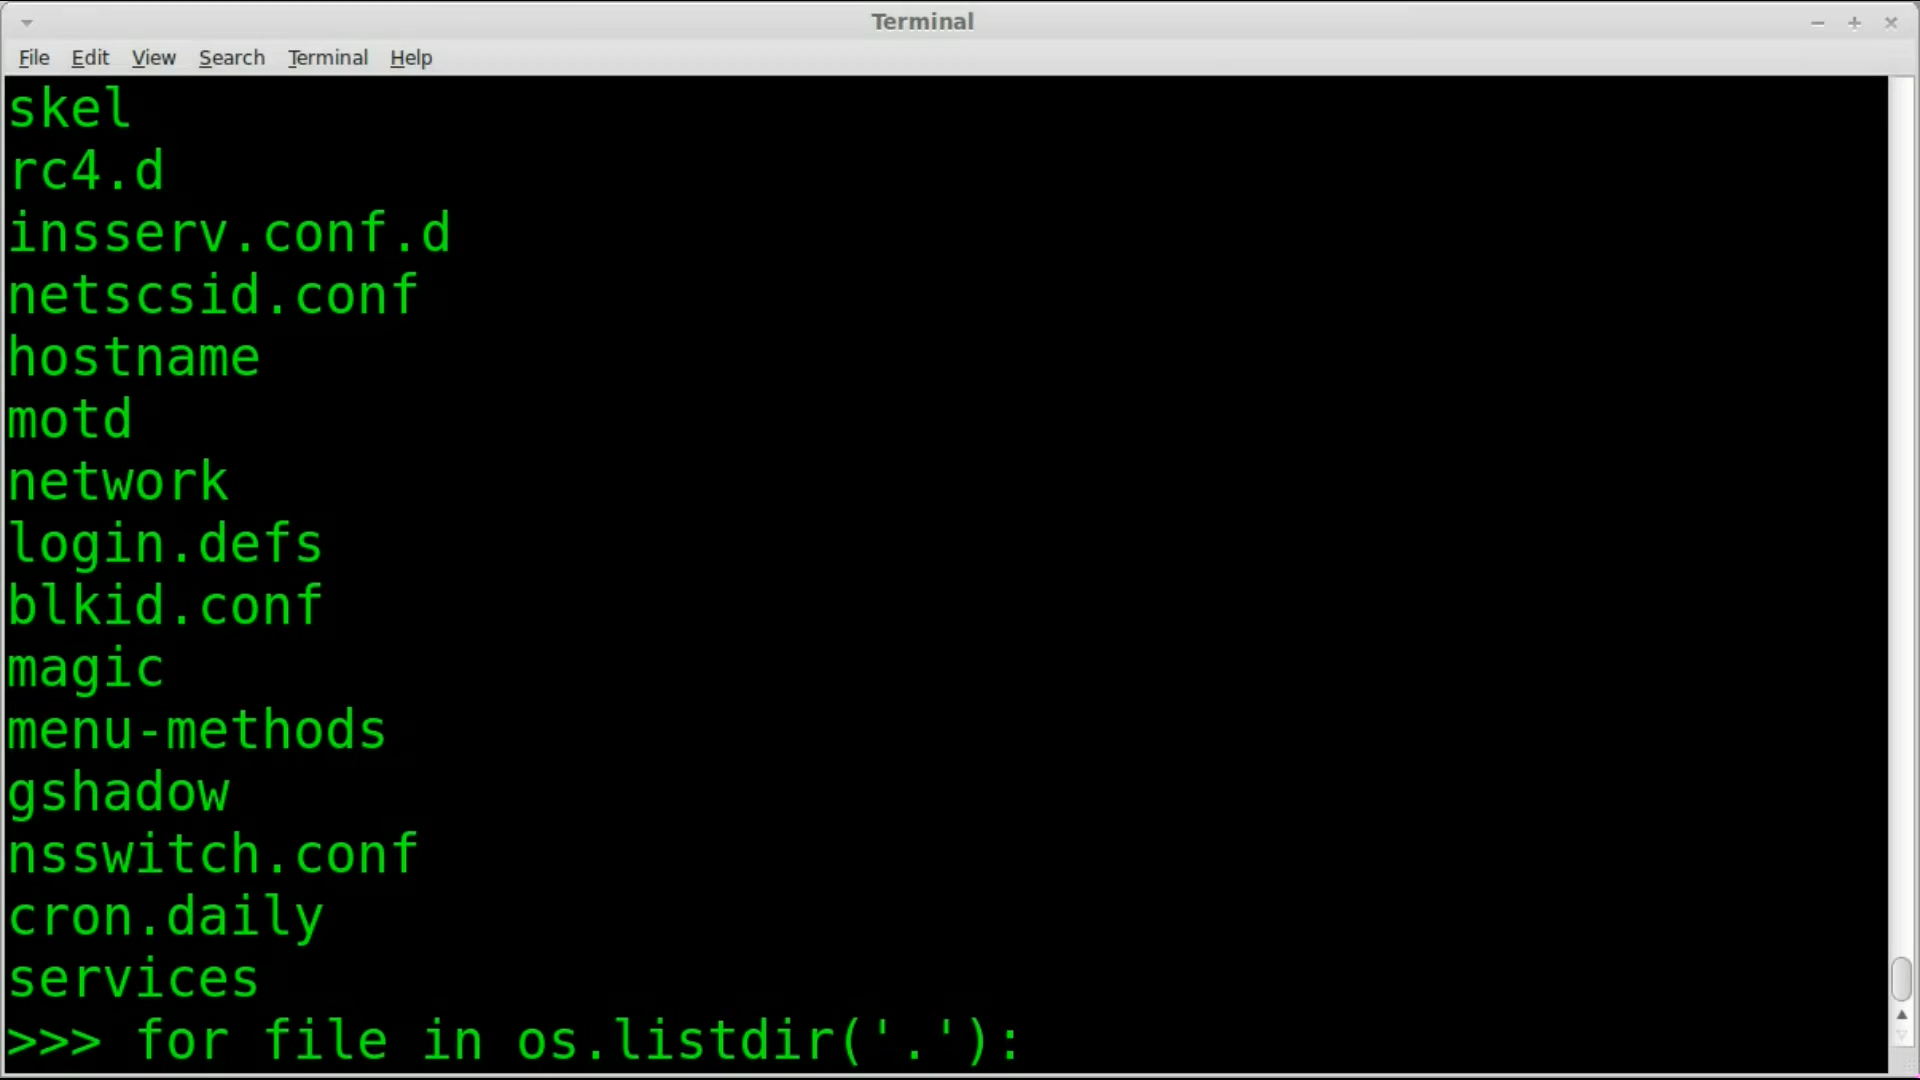 Terminal
File Edit View Search Terminal Help
skel
rc4.d
insserv.conf.d
netscsid.conf
hostname
motd
network
login.defs
blkid.conf
magic
menu-methods
gshadow
nsswitch.conf
cron.daily
services
>>> for file in os.listdir('.'):